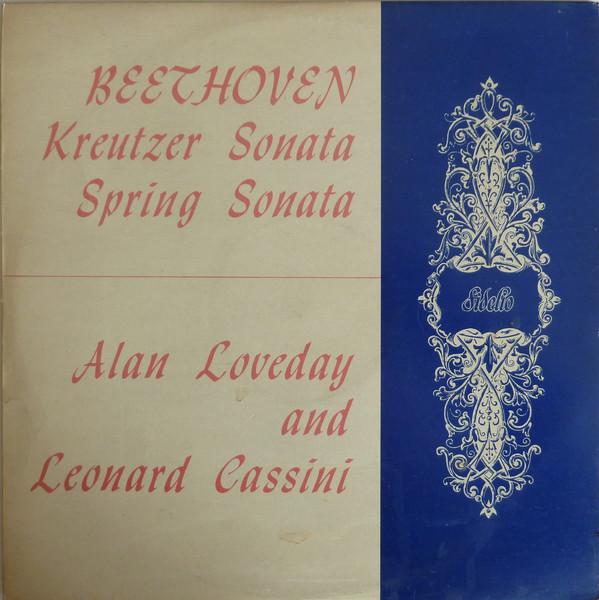 BEETHOVEN
Kreutzer Sonata
Spring Sonata
Fidelio
Alan Loveday
and
Leonard Cassini